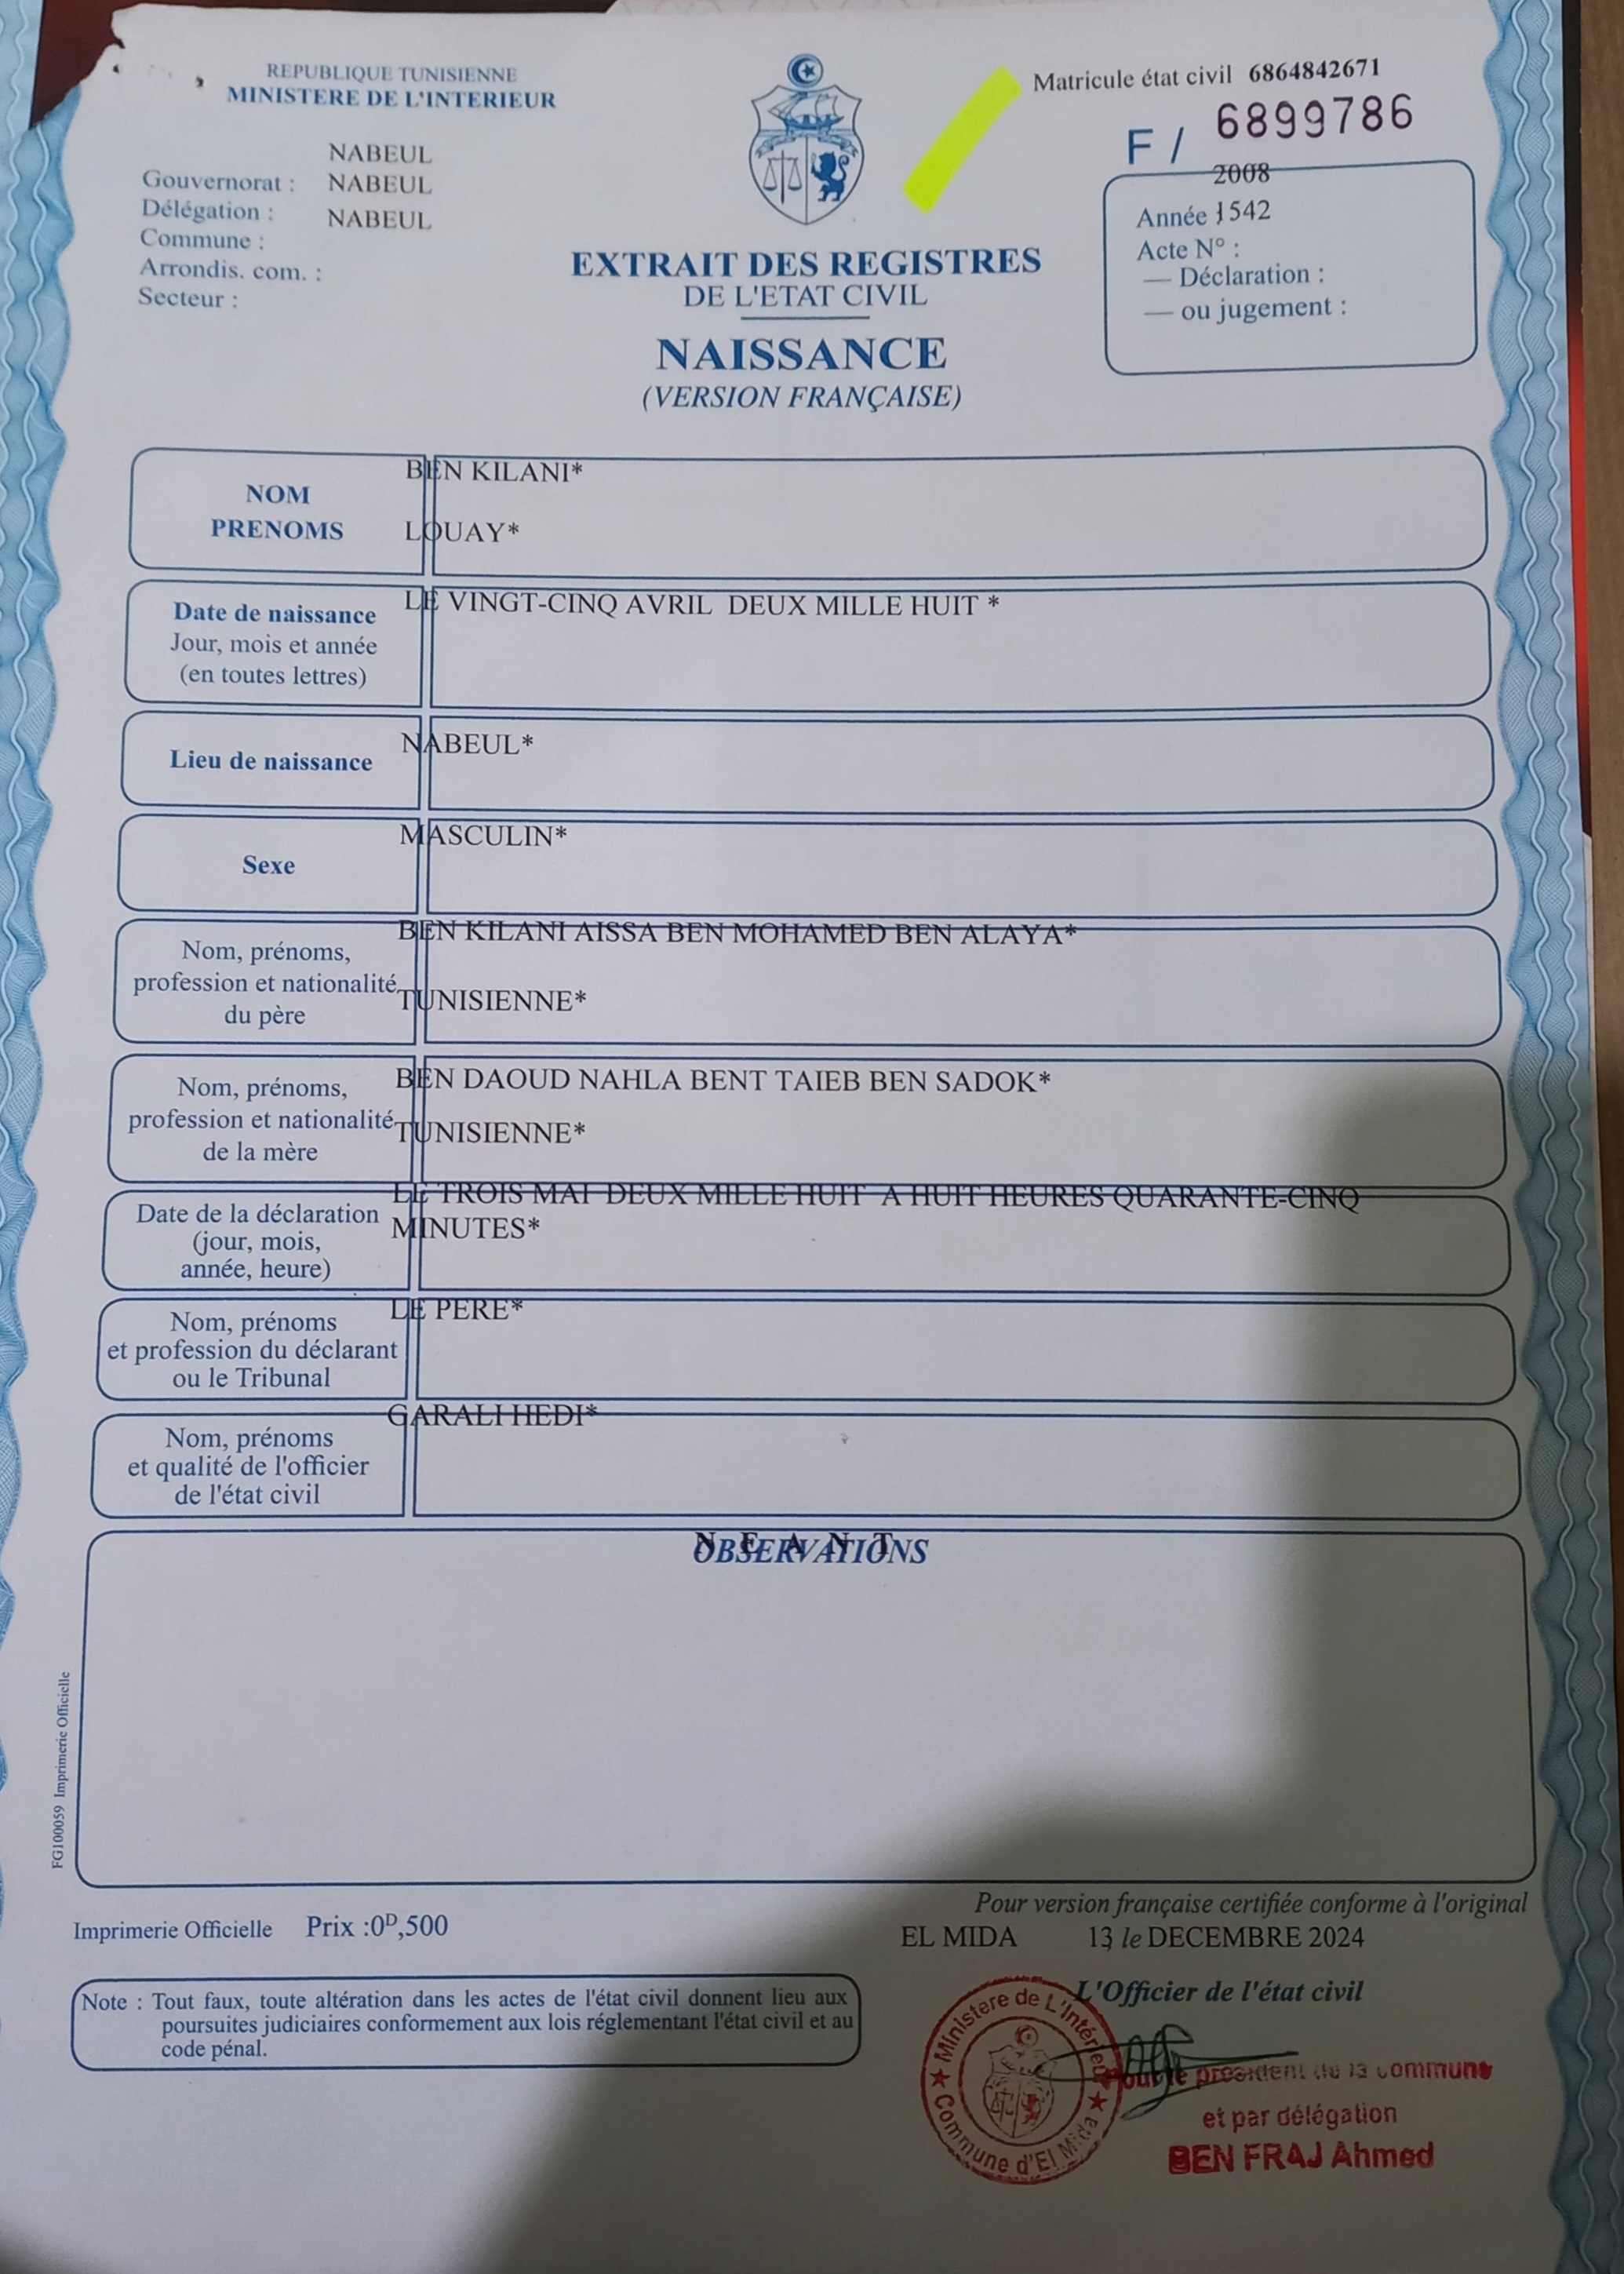 REPUBLIQUE TUNISIENNE
MINISTERE DE L'INTERIEUR
NABEUL
Gouvernorat : NABEUL
Délégation : NABEUL
Commune :
Arrondis. com. :
Secteur :
Matricule état civil 6864842671
F / 6899786
2008
Année : 1542
Acte N° :
— Déclaration :
— ou jugement :
EXTRAIT DES REGISTRES
DE L'ETAT CIVIL
NAISSANCE
(VERSION FRANÇAISE)
NOM
PRENOMS
BEN KILANI*
LOUAY*
Date de naissance
Jour, mois et année
(en toutes lettres)
LE VINGT-CINQ AVRIL DEUX MILLE HUIT *
Lieu de naissance
NABEUL*
Sexe
MASCULIN*
Nom, prénoms,
profession et nationalité
du père
BEN KILANI AISSA BEN MOHAMED BEN ALAYA*
TUNISIENNE*
Nom, prénoms,
profession et nationalité
de la mère
BEN DAOUD NAHLA BENT TAIEB BEN SADOK*
TUNISIENNE*
Date de la déclaration
(jour, mois,
année, heure)
LE TROIS MAI DEUX MILLE HUIT A HUIT HEURES QUARANTE-CINQ
MINUTES*
Nom, prénoms
et profession du déclarant
ou le Tribunal
LE PERE*
Nom, prénoms
et qualité de l'officier
de l'état civil
GARALI HEDI*
OBSERVATIONS
N E A N T
FG100059 Imprimerie Officielle
Pour version française certifiée conforme à l'original
Imprimerie Officielle Prix :0ᴰ,500
EL MIDA 13 le DECEMBRE 2024
L'Officier de l'état civil
Note : Tout faux, toute altération dans les actes de l'état civil donnent lieu aux
poursuites judiciaires conformement aux lois réglementant l'état civil et au
code pénal.
Ministere de L'Intérieur
Commune d'El Mida
Pour le président de la commune
et par délégation
BEN FRAJ Ahmed